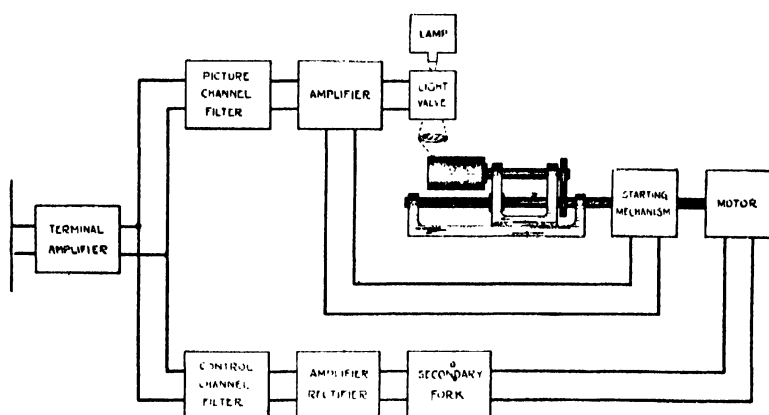 LAMP
PICTURE
CHANNEL
FILTER
AMPLIFIER
LIGHT
VALVE
STARTING
MECHANISM
MOTOR
TERMINAL
AMPLIFIER
CONTROL
CHANNEL
FILTER
AMPLIFIER
RECTIFIER
SECONDARY
FORK